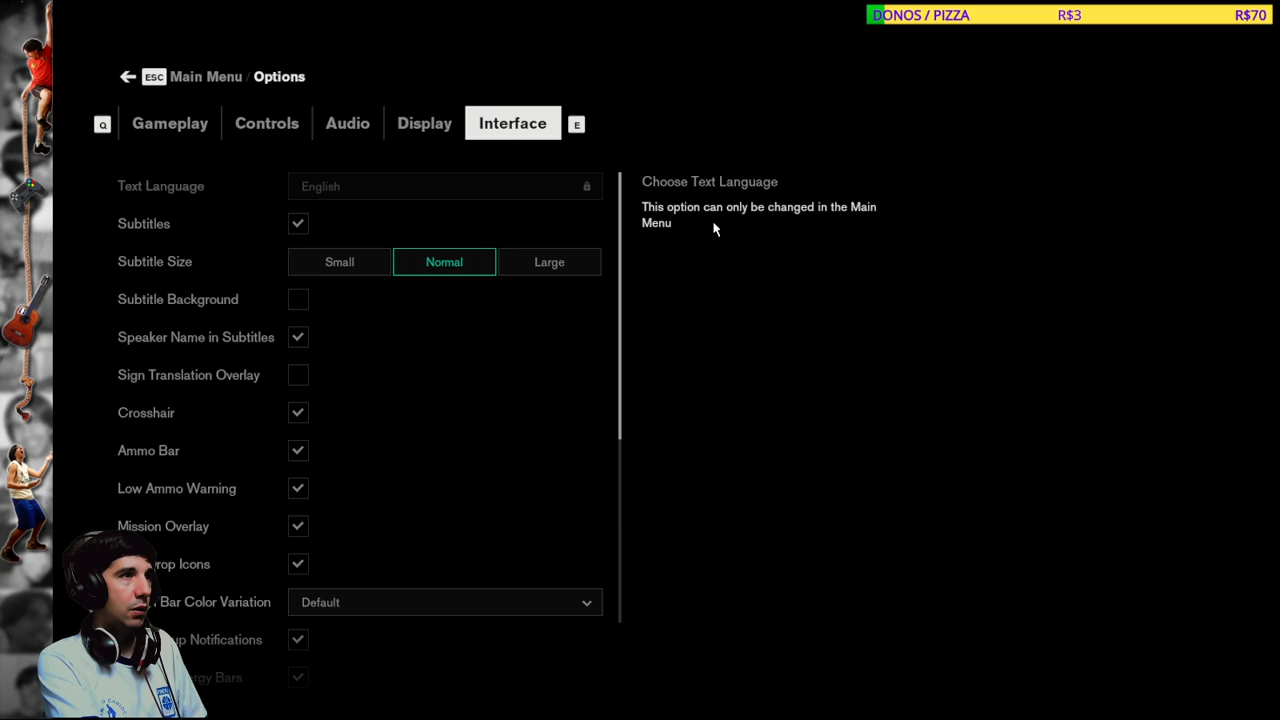 DONOS / PIZZA R$3 R$70
ESC Main Menu / Options
Q Gameplay Controls Audio Display Interface E
Text Language English
Subtitles
Subtitle Size Small Normal Large
Subtitle Background
Speaker Name in Subtitles
Sign Translation Overlay
Crosshair
Ammo Bar
Low Ammo Warning
Mission Overlay
rop Icons
Bar Color Variation Default
up Notifications
rgy Bars
Choose Text Language
This option can only be changed in the Main
Menu